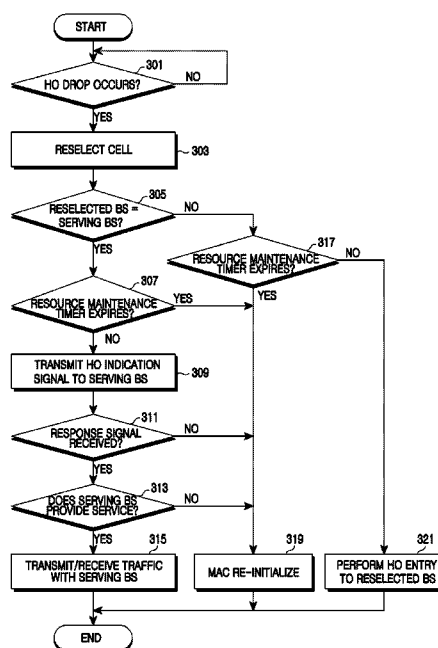 START
301
HO DROP OCCURS?
NO
YES
RESELECT CELL
303
305
RESELECTED BS =
SERVING BS?
NO
YES
317
RESOURCE MAINTENANCE
TIMER EXPIRES?
NO
YES
307
RESOURCE MAINTENANCE
TIMER EXPIRES?
YES
NO
TRANSMIT HO INDICATION
SIGNAL TO SERVING BS
309
311
RESPONSE SIGNAL
RECEIVED?
NO
YES
313
DOES SERVING BS
PROVIDE SERVICE?
NO
YES
315
TRANSMIT/RECEIVE TRAFFIC
WITH SERVING BS
319
MAC RE-INITIALIZE
321
PERFORM HO ENTRY
TO RESELECTED BS
END